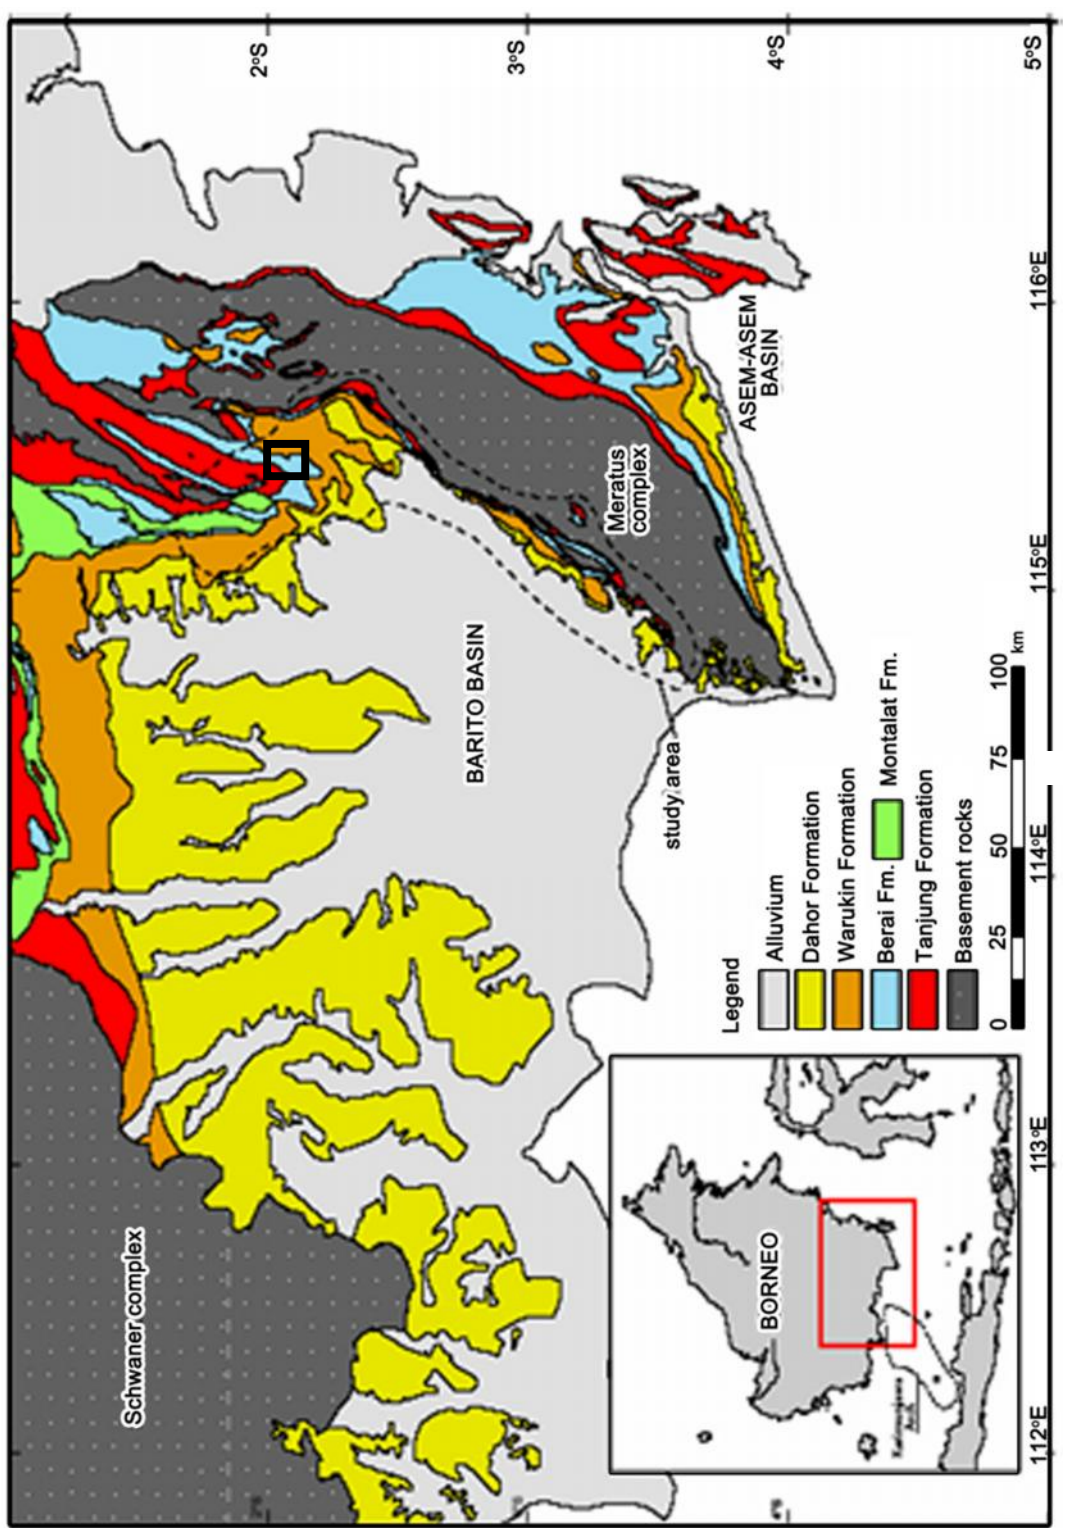 2°S
3°S
4°S
5°S
116°E
115°E
114°E
113°E
112°E
Schwaner complex
BARITO BASIN
Meratus
complex
ASEM-ASEM
BASIN
study area
Legend
Alluvium
Dahor Formation
Warukin Formation
Berai Fm.
Montalat Fm.
Tanjung Formation
Basement rocks
0 25 50 75 100 km
BORNEO